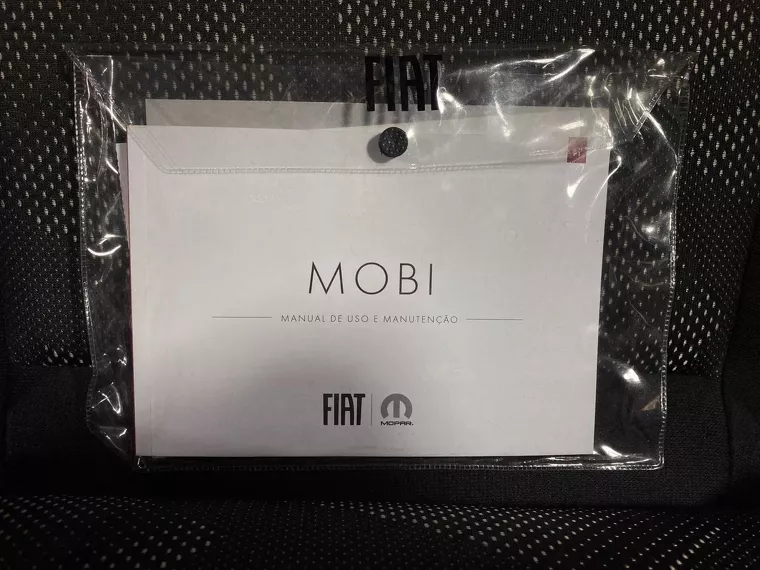 FIAT
MOBI
MANUAL DE USO E MANUTENÇÃO
FIAT
MOPAR.